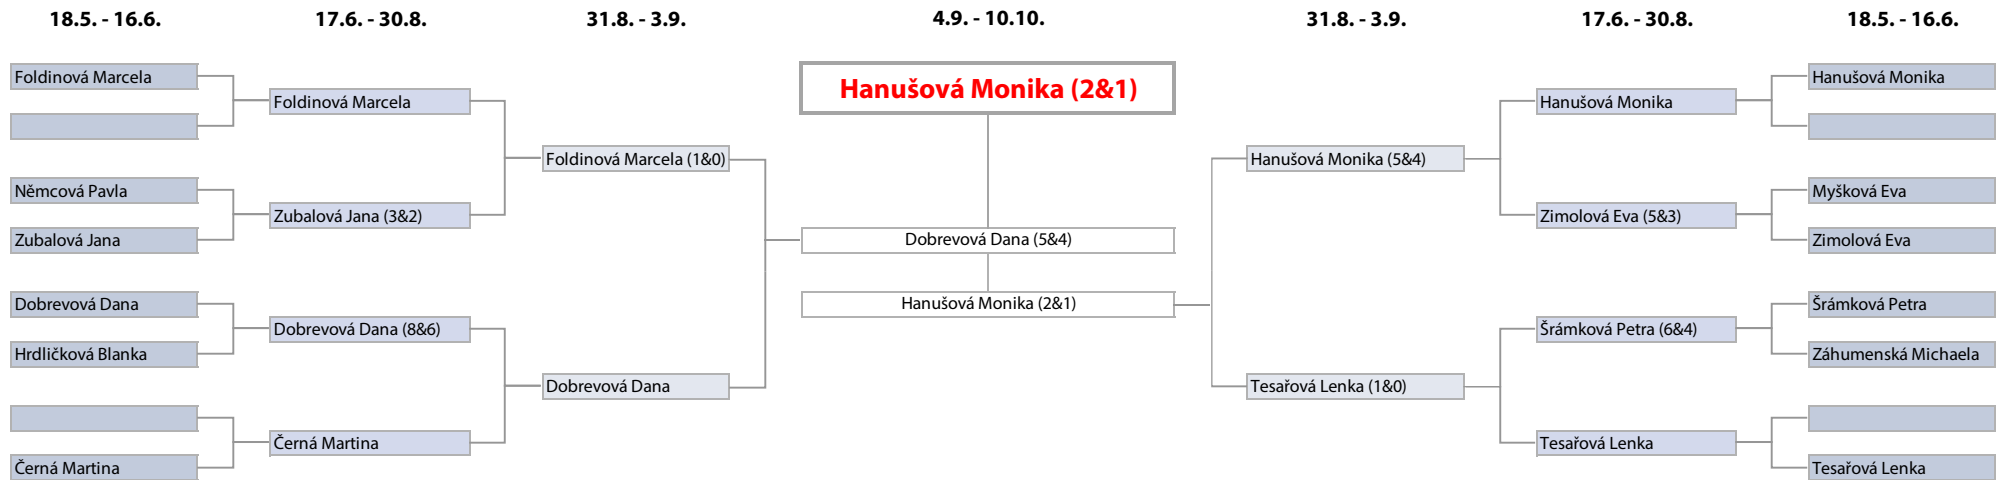 18.5. - 16.6.
17.6. - 30.8.
31.8. - 3.9.
4.9. - 10.10.
31.8. - 3.9.
17.6. - 30.8.
18.5. - 16.6.
Foldinová Marcela
Němcová Pavla
Zubalová Jana
Dobrevová Dana
Hrdličková Blanka
Černá Martina
Foldinová Marcela
Zubalová Jana (3&2)
Dobrevová Dana (8&6)
Černá Martina
Foldinová Marcela (1&0)
Dobrevová Dana
Hanušová Monika (2&1)
Dobrevová Dana (5&4)
Hanušová Monika (2&1)
Hanušová Monika (5&4)
Tesařová Lenka (1&0)
Hanušová Monika
Zimolová Eva (5&3)
Šrámková Petra (6&4)
Tesařová Lenka
Hanušová Monika
Myšková Eva
Zimolová Eva
Šrámková Petra
Záhumenská Michaela
Tesařová Lenka